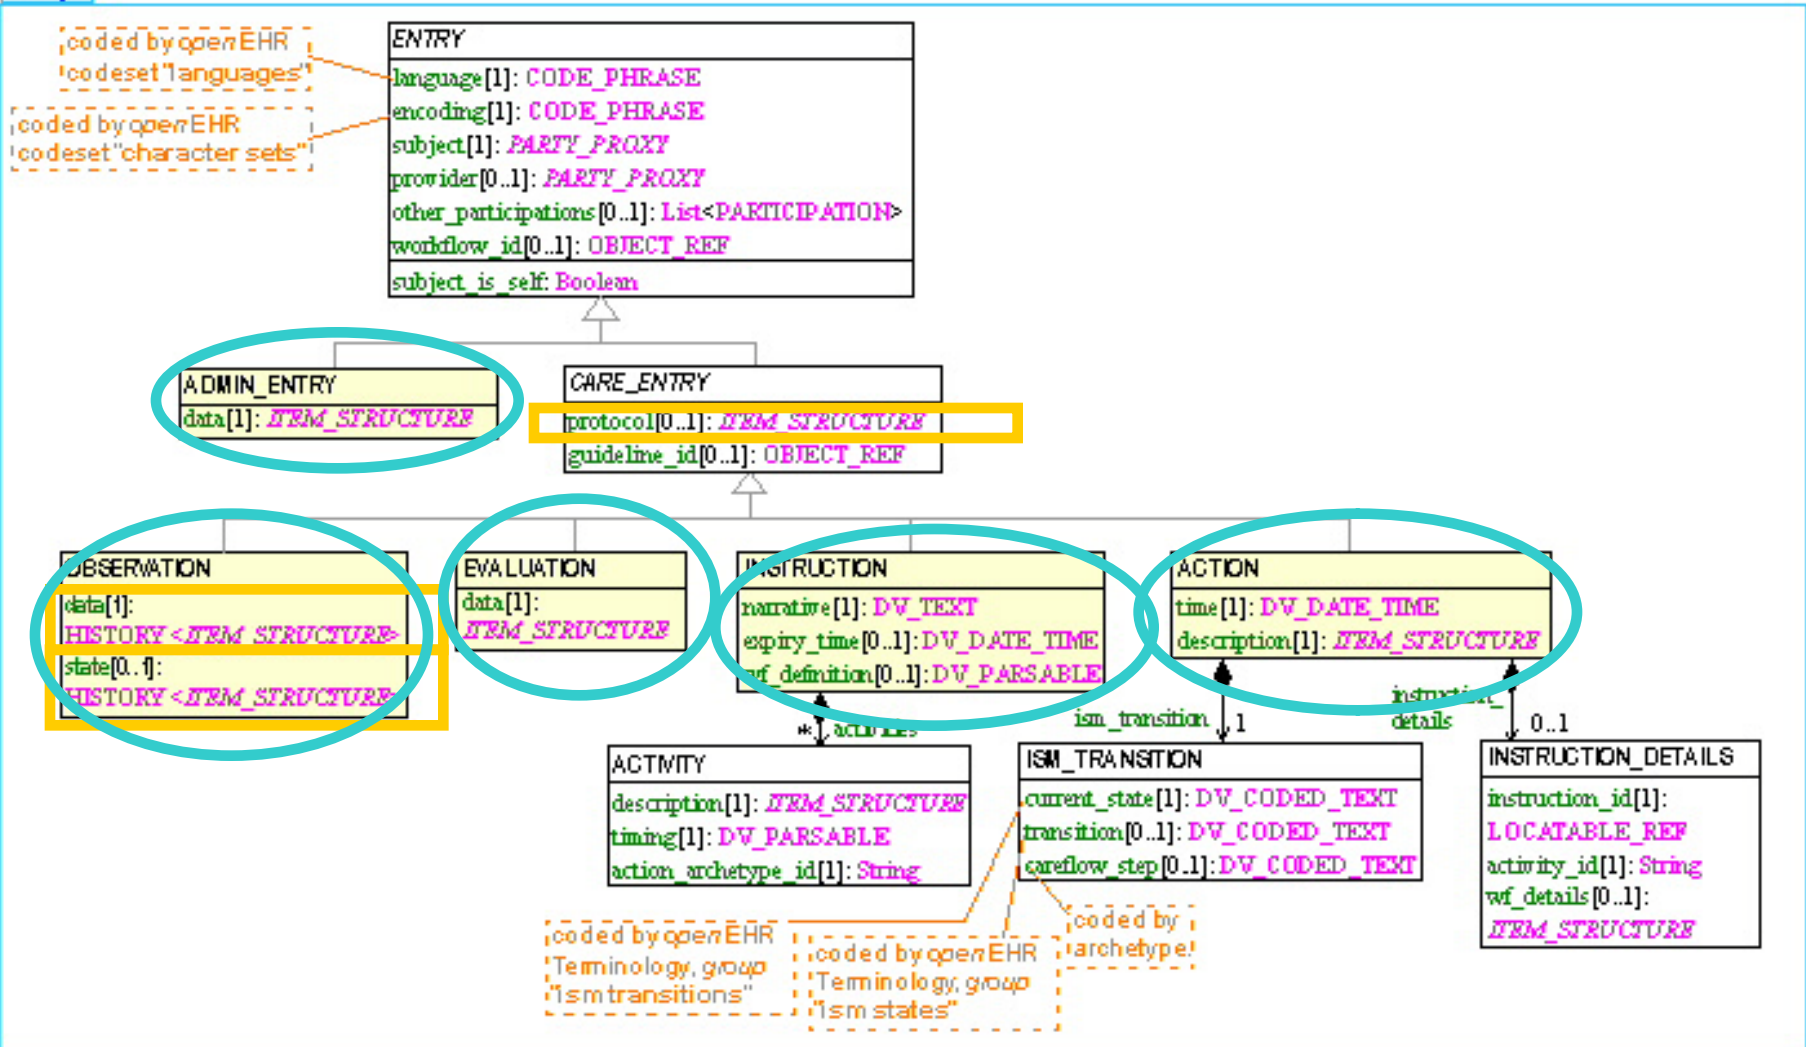 coded by openEHR
codeset "languages"
coded by openEHR
codeset "character sets"
ENTRY
language[1]: CODE_PHRASE
encoding[1]: CODE_PHRASE
subject[1]: PARTY_PROXY
provider[0..1]: PARTY_PROXY
other_participations[0..1]: List<PARTICIPATION>
workflow_id[0..1]: OBJECT_REF
subject_is_self: Boolean
ADMIN_ENTRY
data[1]: ITEM_STRUCTURE
CARE_ENTRY
protocol[0..1]: ITEM_STRUCTURE
guideline_id[0..1]: OBJECT_REF
OBSERVATION
data[1]:
HISTORY <ITEM_STRUCTURE>
state[0..1]:
HISTORY <ITEM_STRUCTURE>
EVALUATION
data[1]:
ITEM_STRUCTURE
INSTRUCTION
narrative[1]: DV_TEXT
expiry_time[0..1]: DV_DATE_TIME
wf_definition[0..1]: DV_PARSABLE
ACTION
time[1]: DV_DATE_TIME
description[1]: ITEM_STRUCTURE
* activities
ism_transition 1
instruction_
details 0..1
ACTIVITY
description[1]: ITEM_STRUCTURE
timing[1]: DV_PARSABLE
action_archetype_id[1]: String
ISM_TRANSITION
current_state[1]: DV_CODED_TEXT
transition[0..1]: DV_CODED_TEXT
careflow_step[0..1]: DV_CODED_TEXT
INSTRUCTION_DETAILS
instruction_id[1]:
LOCATABLE_REF
activity_id[1]: String
wf_details[0..1]:
ITEM_STRUCTURE
coded by openEHR
Terminology, group
"ism transitions"
coded by openEHR
Terminology, group
"ism states"
coded by
archetype